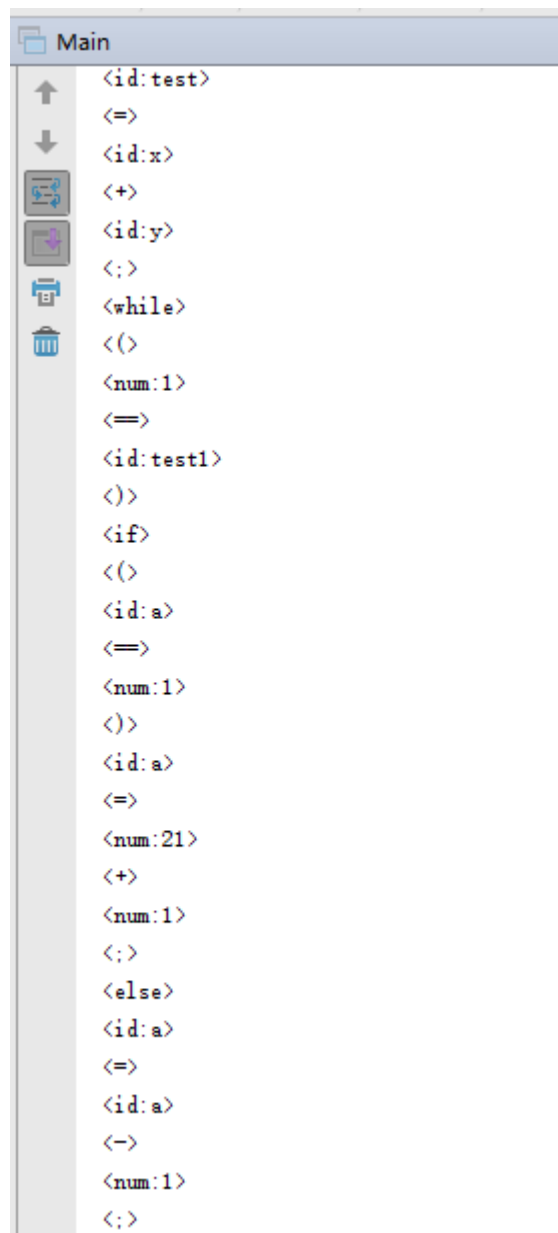 Main
<id:test>
<=>
<id:x>
<+>
<id:y>
<;>
<while>
<(>
<num:1>
<==>
<id:test1>
<)>
<if>
<(>
<id:a>
<==>
<num:1>
<)>
<id:a>
<=>
<num:21>
<+>
<num:1>
<;>
<else>
<id:a>
<=>
<id:a>
<->
<num:1>
<;>